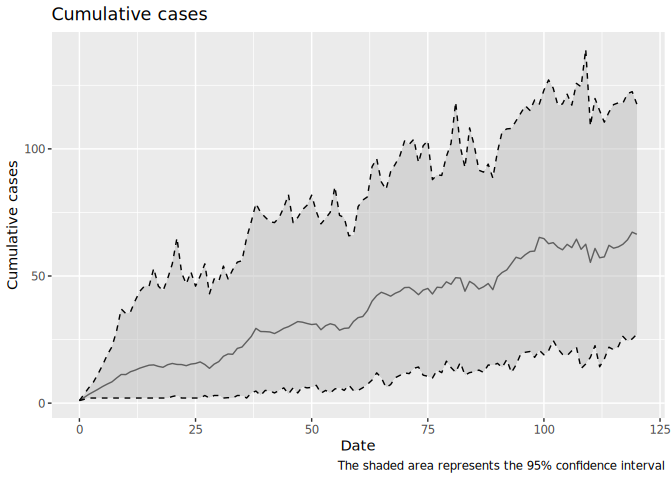 Cumulative cases
Cumulative cases
100
50
0
0 25 50 75 100 125
Date
The shaded area represents the 95% confidence interval